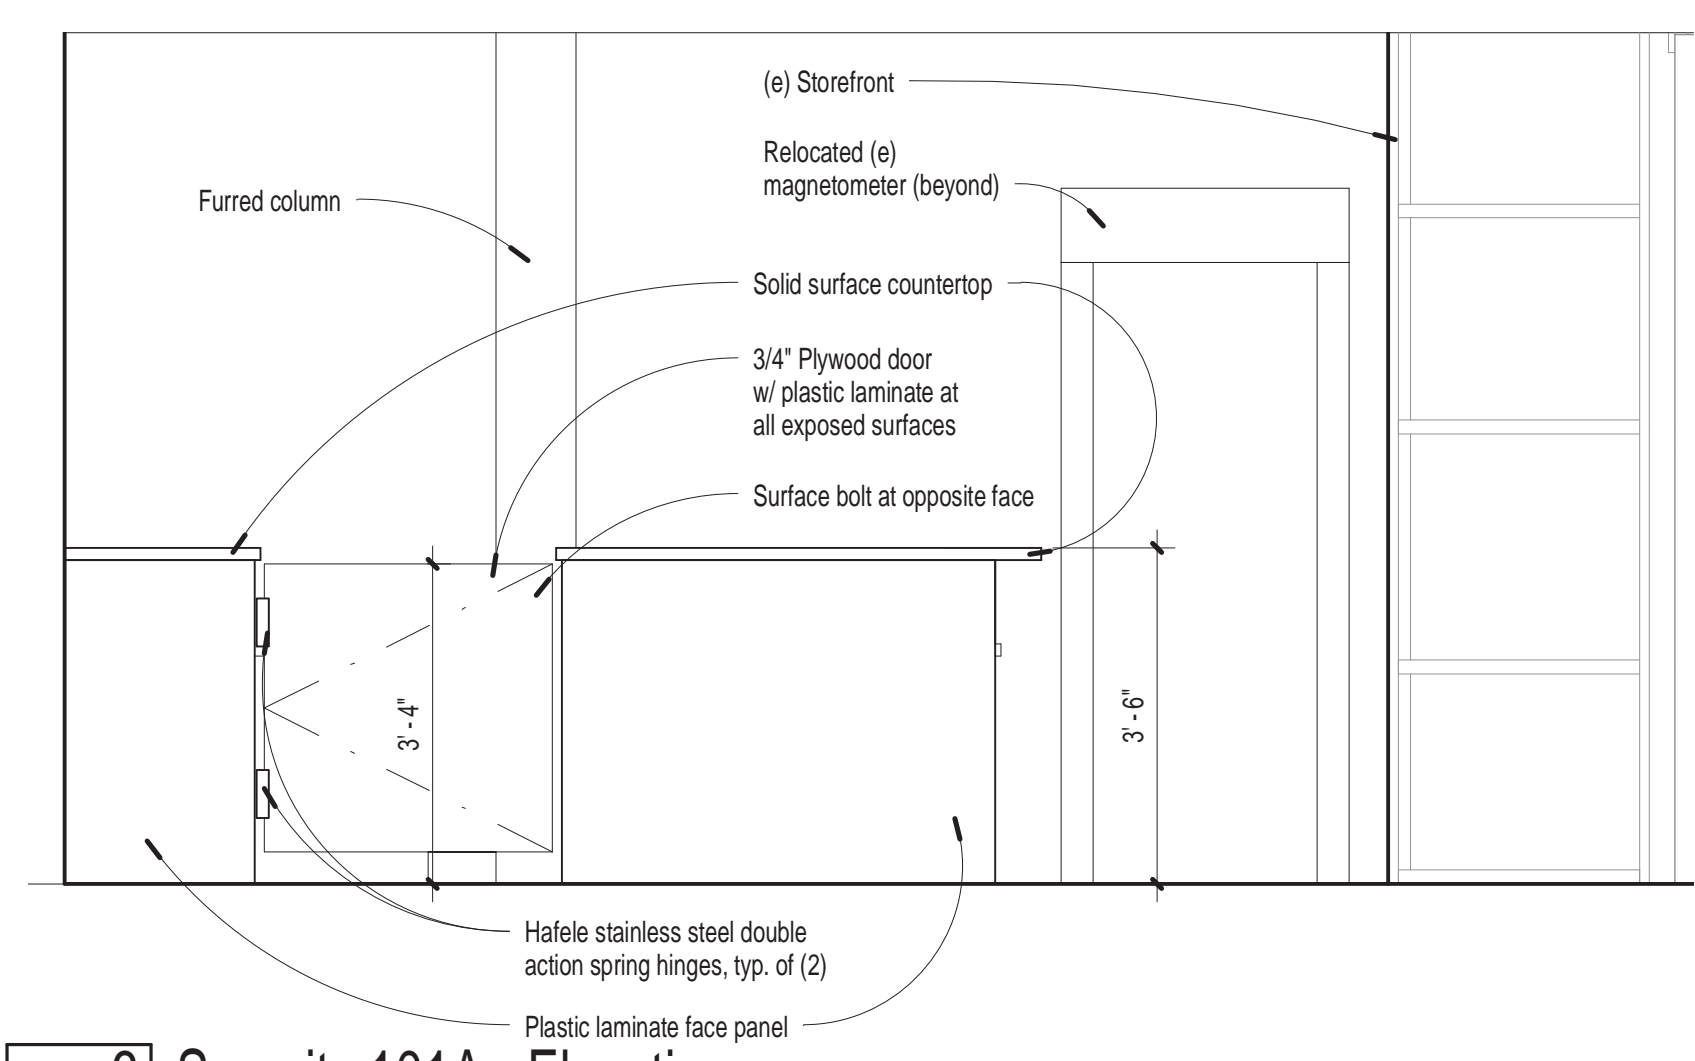 (e) Storefront
Relocated (e)
magnetometer (beyond)
Furred column
Solid surface countertop
3/4" Plywood door
w/ plastic laminate at
all exposed surfaces
Surface bolt at opposite face
3' - 4"
3' - 6"
Hafele stainless steel double
action spring hinges, typ. of (2)
Plastic laminate face panel